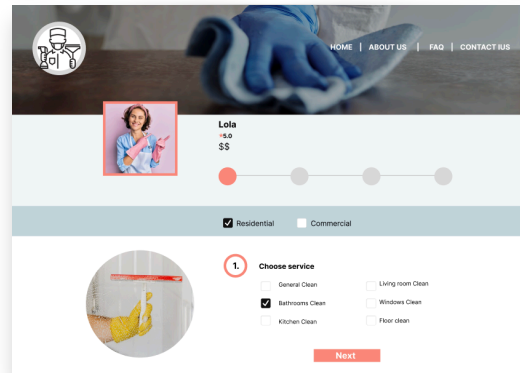 HOME | ABOUT US | FAQ | CONTACT IUS
Lola
*5.0
$$
Residential Commercial
1. Choose service
General Clean Living room Clean
Bathrooms Clean Windows Clean
Kitchen Clean Floor clean
Next